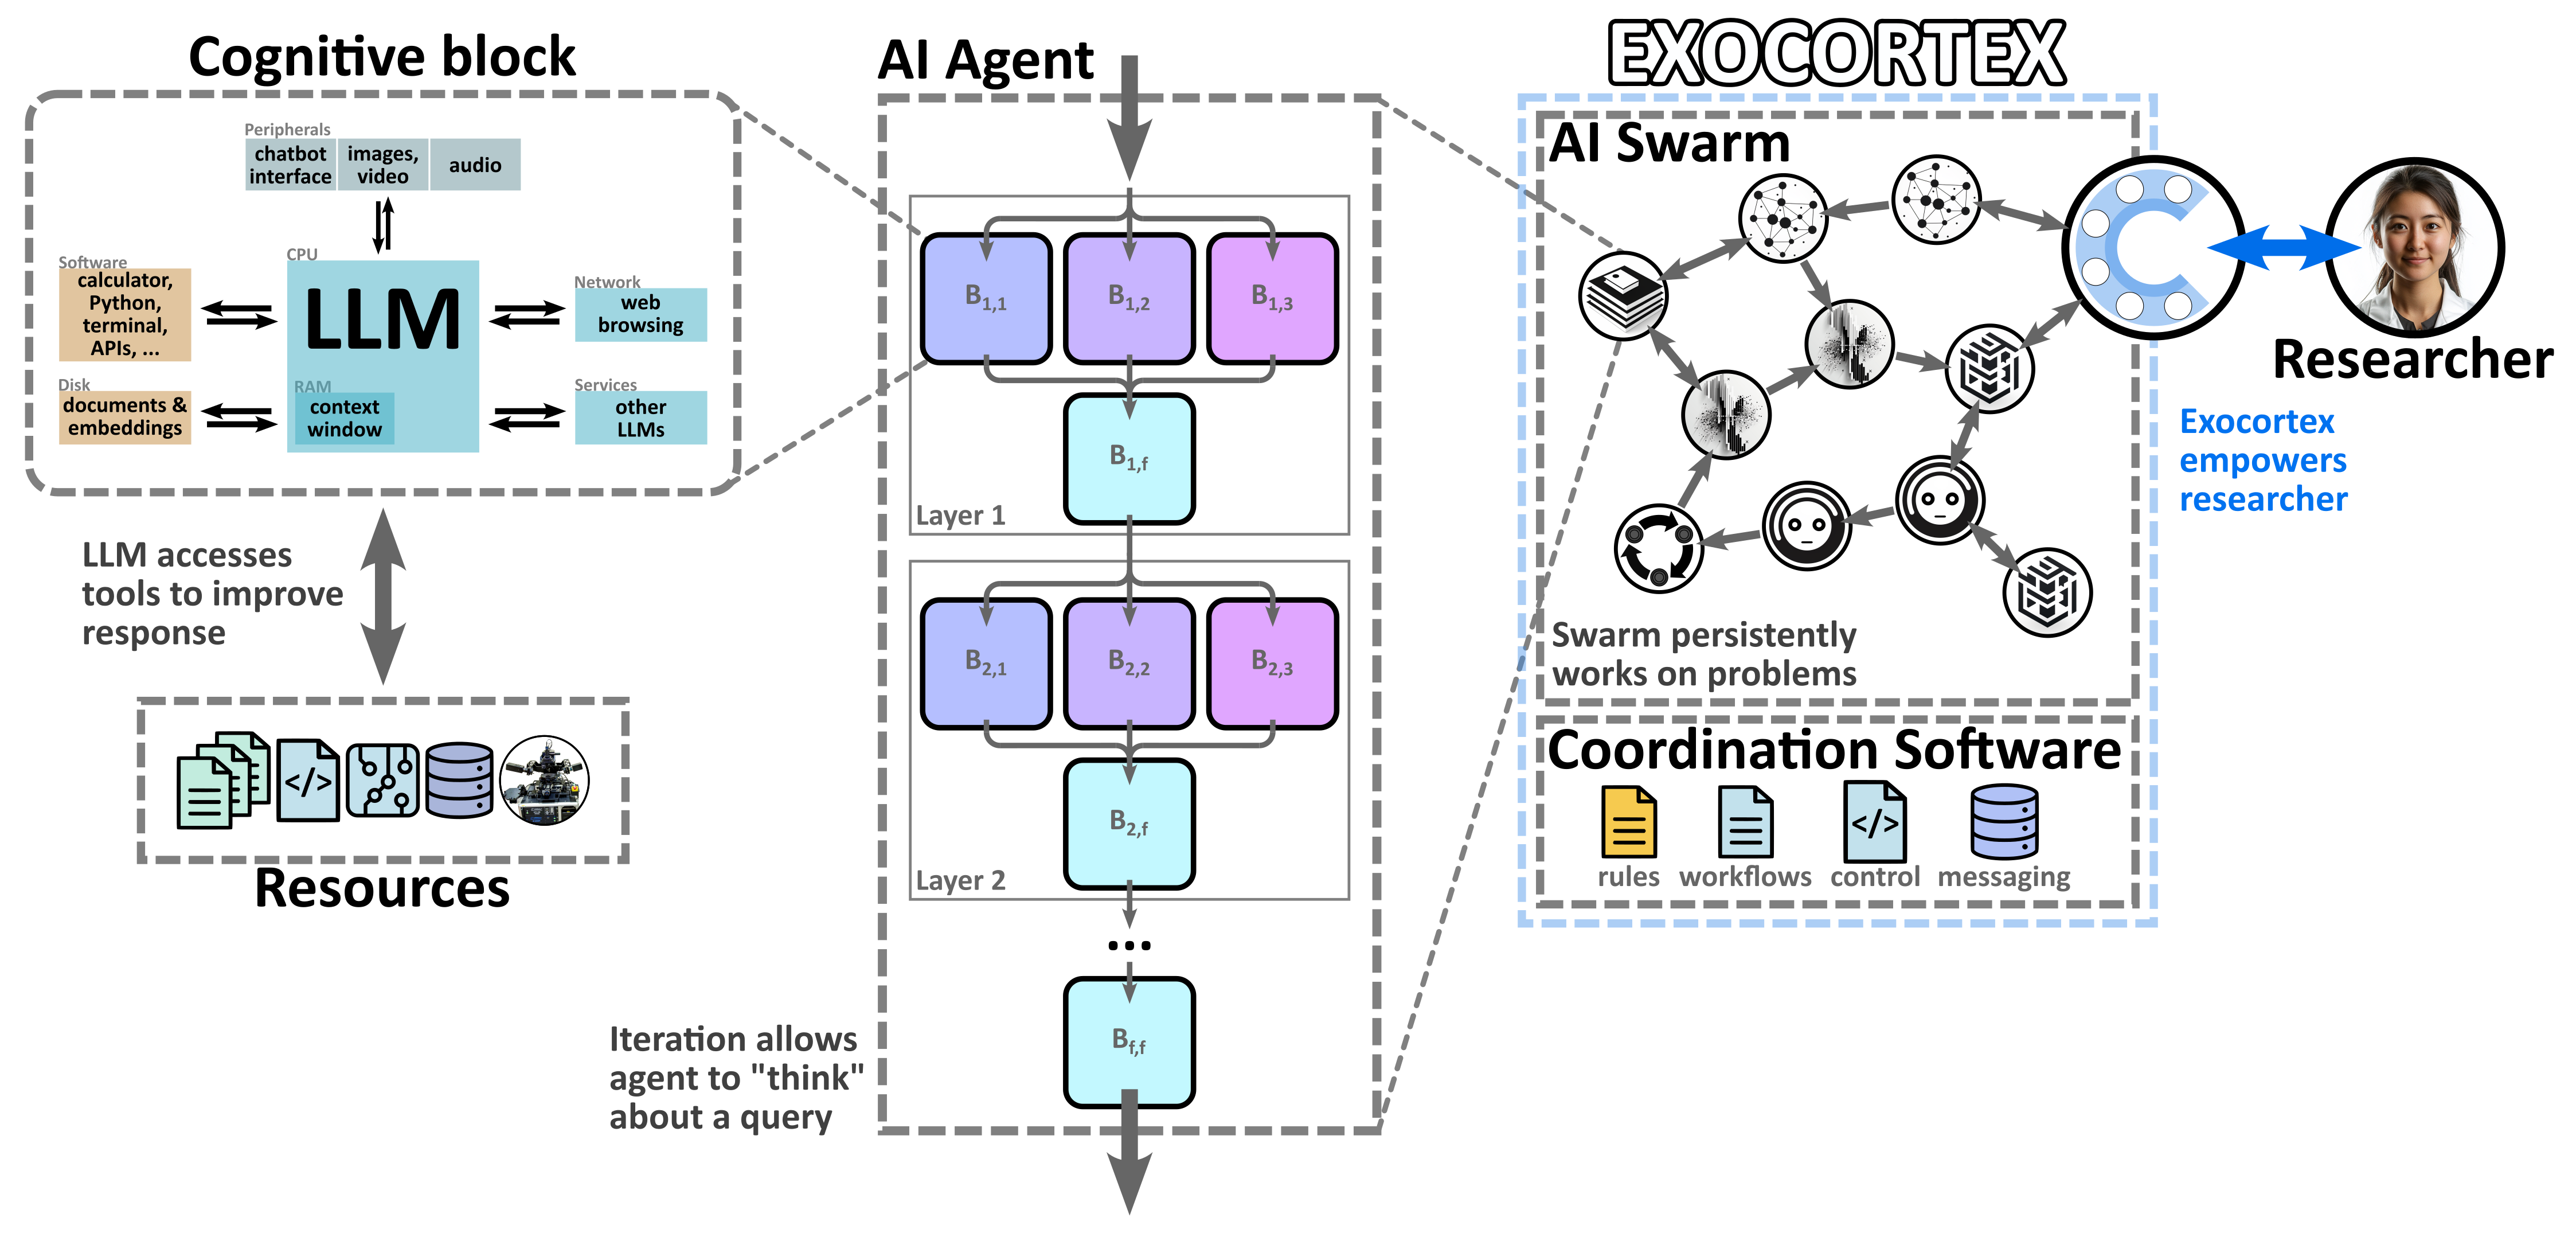 Cognitive block
Peripherals
chatbot
interface
images,
video
audio
CPU
LLM
RAM
context
window
Software
calculator,
Python,
terminal,
APIs, ...
Disk
documents &
embeddings
Network
web
browsing
Services
other
LLMs
LLM accesses
tools to improve
response
</>
Resources
AI Agent
B1,1
B1,2
B1,3
B1,f
Layer 1
B2,1
B2,2
B2,3
B2,f
Layer 2
...
Bf,f
Iteration allows
agent to "think"
about a query
EXOCORTEX
AI Swarm
Swarm persistently
works on problems
Coordination Software
</>
rules
workflows
control
messaging
C
Researcher
Exocortex
empowers
researcher